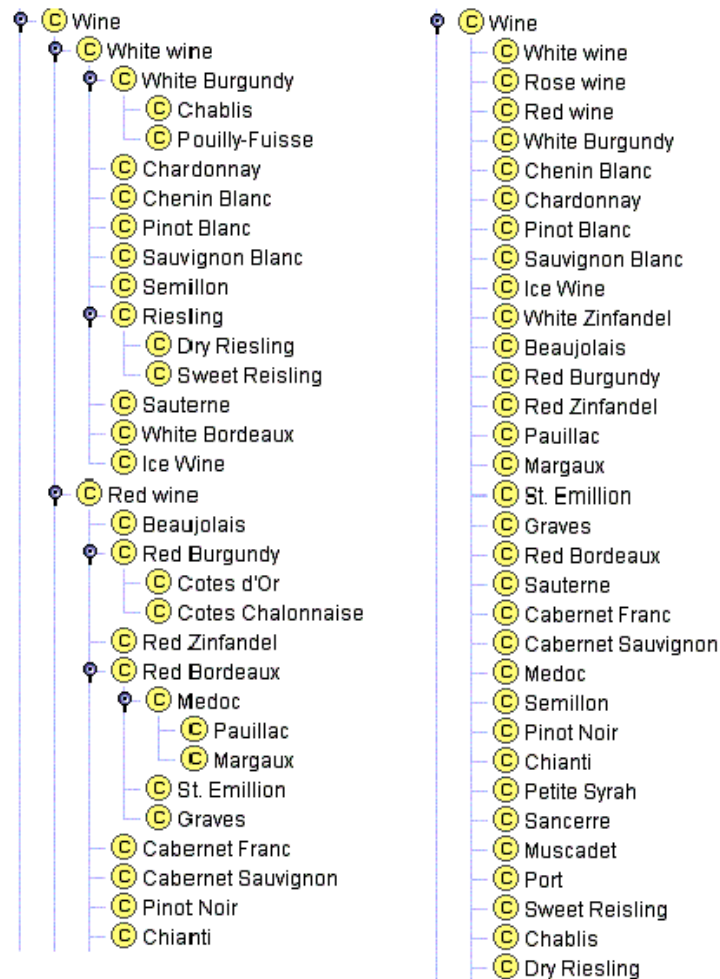 Wine
White wine
White Burgundy
Chablis
Pouilly-Fuisse
Chardonnay
Chenin Blanc
Pinot Blanc
Sauvignon Blanc
Semillon
Riesling
Dry Riesling
Sweet Reisling
Sauterne
White Bordeaux
Ice Wine
Red wine
Beaujolais
Red Burgundy
Cotes d'Or
Cotes Chalonnaise
Red Zinfandel
Red Bordeaux
Medoc
Pauillac
Margaux
St. Emillion
Graves
Cabernet Franc
Cabernet Sauvignon
Pinot Noir
Chianti
Wine
White wine
Rose wine
Red wine
White Burgundy
Chenin Blanc
Chardonnay
Pinot Blanc
Sauvignon Blanc
Ice Wine
White Zinfandel
Beaujolais
Red Burgundy
Red Zinfandel
Pauillac
Margaux
St. Emillion
Graves
Red Bordeaux
Sauterne
Cabernet Franc
Cabernet Sauvignon
Medoc
Semillon
Pinot Noir
Chianti
Petite Syrah
Sancerre
Muscadet
Port
Sweet Reisling
Chablis
Dry Riesling